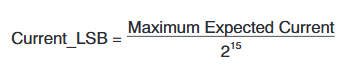 Current_LSB = Maximum Expected Current / 2^15